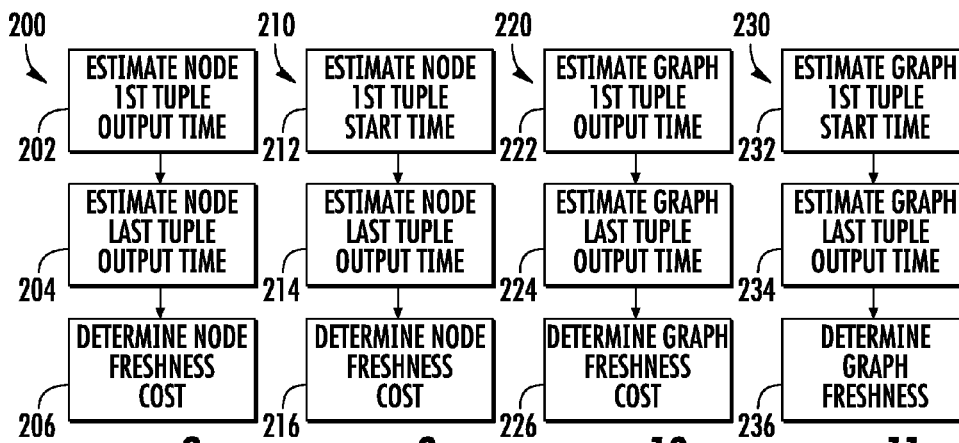 200
ESTIMATE NODE
1ST TUPLE
OUTPUT TIME
202
ESTIMATE NODE
LAST TUPLE
OUTPUT TIME
204
DETERMINE NODE
FRESHNESS
COST
206
210
ESTIMATE NODE
1ST TUPLE
START TIME
212
ESTIMATE NODE
LAST TUPLE
OUTPUT TIME
214
DETERMINE NODE
FRESHNESS
COST
216
220
ESTIMATE GRAPH
1ST TUPLE
OUTPUT TIME
222
ESTIMATE GRAPH
LAST TUPLE
OUTPUT TIME
224
DETERMINE GRAPH
FRESHNESS
COST
226
230
ESTIMATE GRAPH
1ST TUPLE
START TIME
232
ESTIMATE GRAPH
LAST TUPLE
OUTPUT TIME
234
DETERMINE
GRAPH
FRESHNESS
236